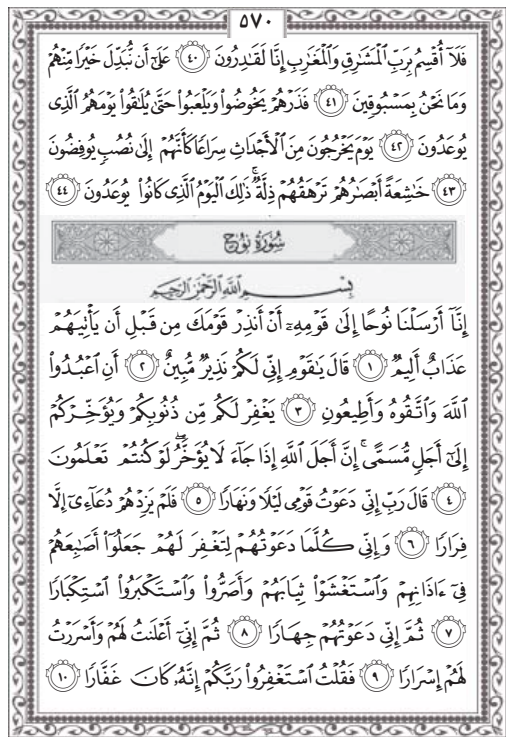 ٥٧٠
فَلَآ أُقْسِمُ بِرَبِّ ٱلْمَشَٰرِقِ وَٱلْمَغَٰرِبِ إِنَّا لَقَٰدِرُونَ ﴿٤٠﴾ عَلَىٰٓ أَن نُّبَدِّلَ خَيْرًا مِّنْهُمْ
وَمَا نَحْنُ بِمَسْبُوقِينَ ﴿٤١﴾ فَذَرْهُمْ يَخُوضُوا۟ وَيَلْعَبُوا۟ حَتَّىٰ يُلَٰقُوا۟ يَوْمَهُمُ ٱلَّذِى
يُوعَدُونَ ﴿٤٢﴾ يَوْمَ يَخْرُجُونَ مِنَ ٱلْأَجْدَاثِ سِرَاعًا كَأَنَّهُمْ إِلَىٰ نُصُبٍ يُوفِضُونَ
﴿٤٣﴾ خَٰشِعَةً أَبْصَٰرُهُمْ تَرْهَقُهُمْ ذِلَّةٌ ۚ ذَٰلِكَ ٱلْيَوْمُ ٱلَّذِى كَانُوا۟ يُوعَدُونَ ﴿٤٤﴾
سُورَةُ نُوحٍ
بِسْمِ ٱللَّهِ ٱلرَّحْمَٰنِ ٱلرَّحِيمِ
إِنَّآ أَرْسَلْنَا نُوحًا إِلَىٰ قَوْمِهِۦٓ أَنْ أَنذِرْ قَوْمَكَ مِن قَبْلِ أَن يَأْتِيَهُمْ
عَذَابٌ أَلِيمٌ ﴿١﴾ قَالَ يَٰقَوْمِ إِنِّى لَكُمْ نَذِيرٌ مُّبِينٌ ﴿٢﴾ أَنِ ٱعْبُدُوا۟
ٱللَّهَ وَٱتَّقُوهُ وَأَطِيعُونِ ﴿٣﴾ يَغْفِرْ لَكُم مِّن ذُنُوبِكُمْ وَيُؤَخِّرْكُمْ
إِلَىٰٓ أَجَلٍ مُّسَمًّى ۚ إِنَّ أَجَلَ ٱللَّهِ إِذَا جَآءَ لَا يُؤَخَّرُ ۖ لَوْ كُنتُمْ تَعْلَمُونَ
﴿٤﴾ قَالَ رَبِّ إِنِّى دَعَوْتُ قَوْمِى لَيْلًا وَنَهَارًا ﴿٥﴾ فَلَمْ يَزِدْهُمْ دُعَآءِىٓ إِلَّا
فِرَارًا ﴿٦﴾ وَإِنِّى كُلَّمَا دَعَوْتُهُمْ لِتَغْفِرَ لَهُمْ جَعَلُوٓا۟ أَصَٰبِعَهُمْ
فِىٓ ءَاذَانِهِمْ وَٱسْتَغْشَوْا۟ ثِيَابَهُمْ وَأَصَرُّوا۟ وَٱسْتَكْبَرُوا۟ ٱسْتِكْبَارًا
﴿٧﴾ ثُمَّ إِنِّى دَعَوْتُهُمْ جِهَارًا ﴿٨﴾ ثُمَّ إِنِّىٓ أَعْلَنتُ لَهُمْ وَأَسْرَرْتُ
لَهُمْ إِسْرَارًا ﴿٩﴾ فَقُلْتُ ٱسْتَغْفِرُوا۟ رَبَّكُمْ إِنَّهُۥ كَانَ غَفَّارًا ﴿١٠﴾